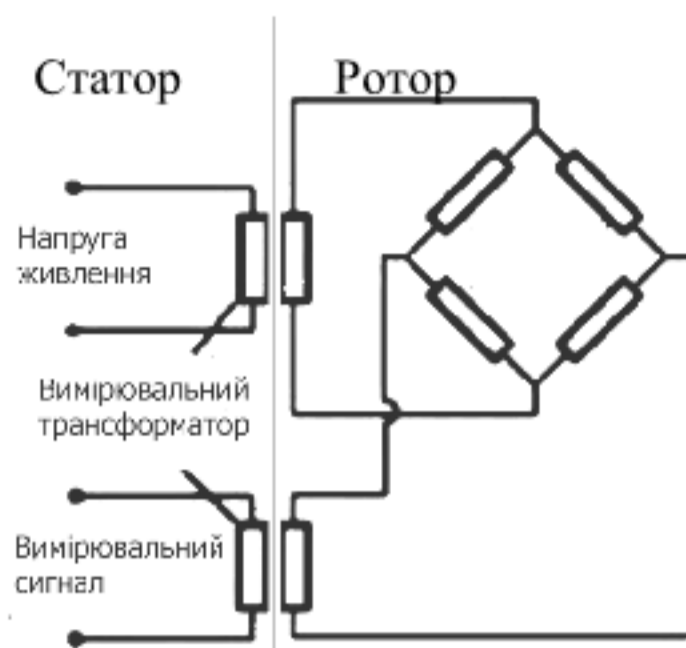 Статор
Ротор
Напруга
живлення
Вимірювальний
трансформатор
Вимірювальний
сигнал